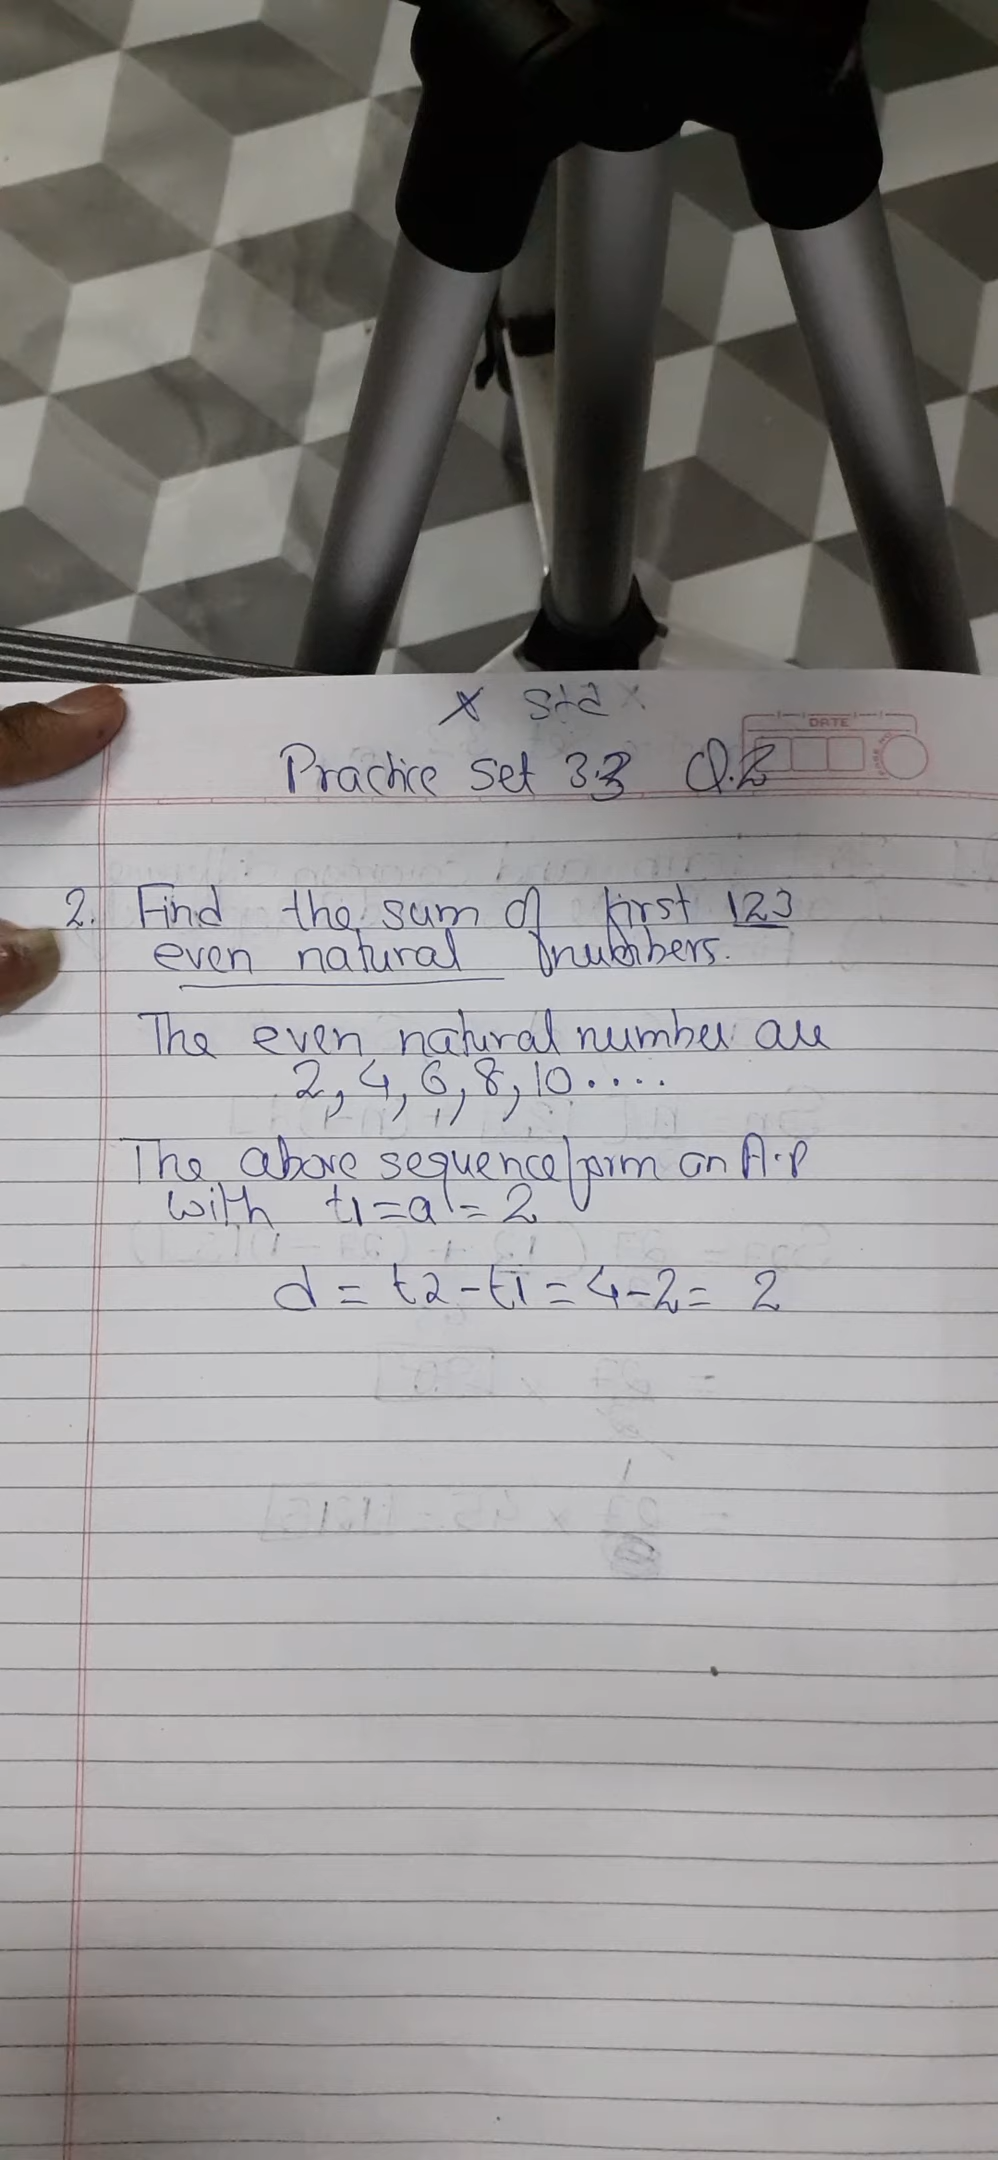 X Std
DATE
Practice Set 3.3 Q.2
2. Find the sum of first 123
even natural numbers.
The even natural number are
2, 4, 6, 8, 10....
The above sequence form an A.P
with t1 = a = 2
d = t2 - t1 = 4 - 2 = 2